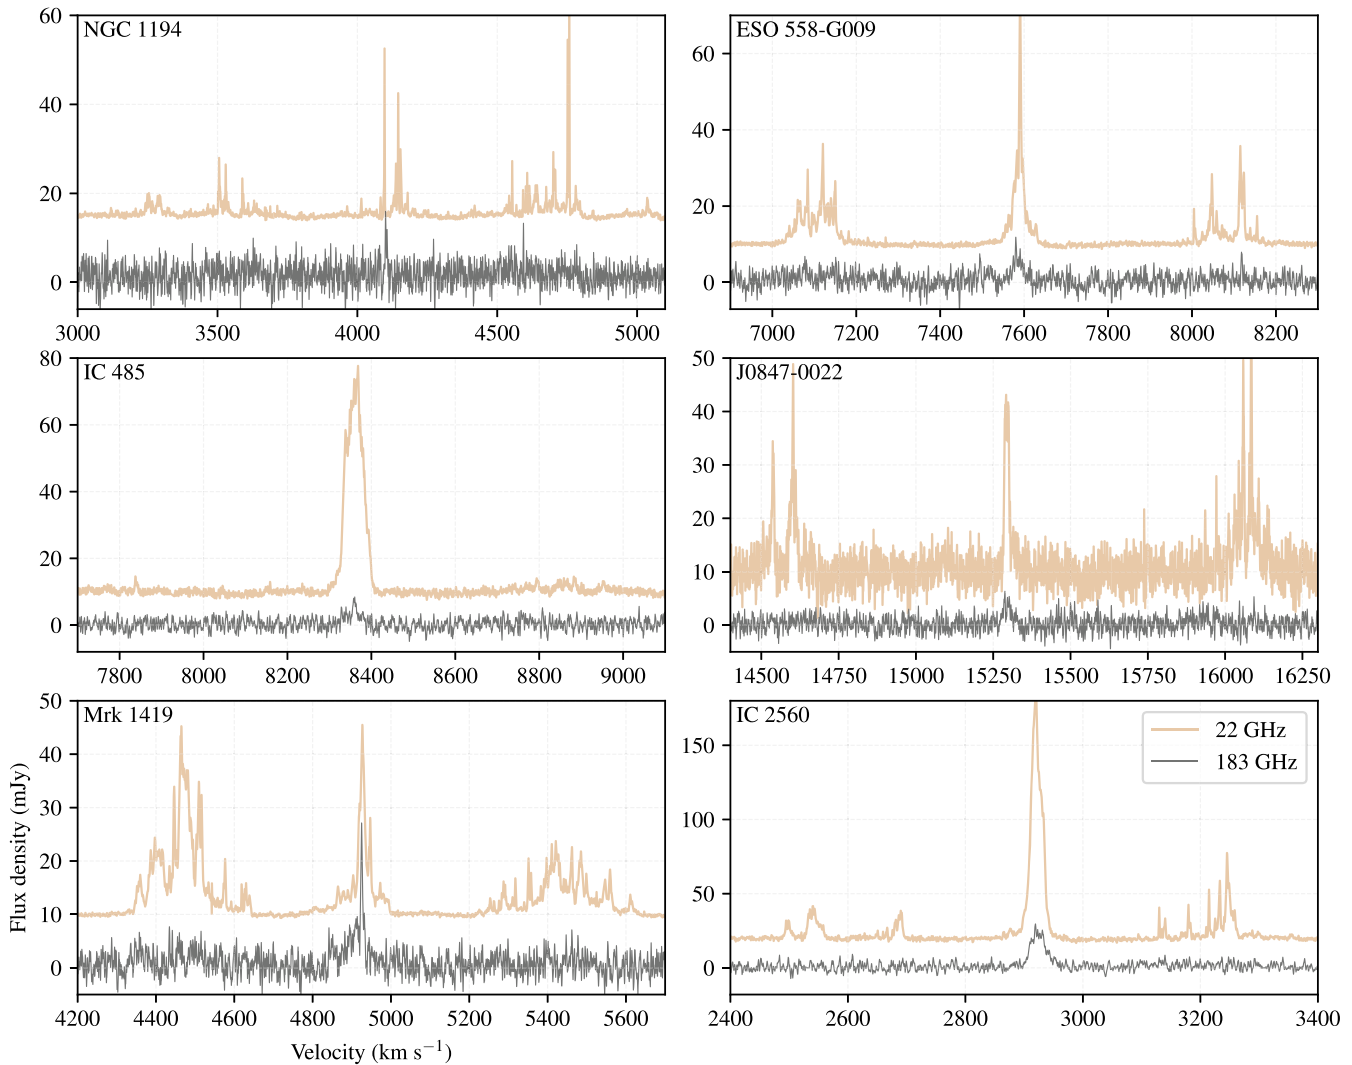 NGC 1194
60
40
20
0
3000 3500 4000 4500 5000
ESO 558-G009
60
40
20
0
7000 7200 7400 7600 7800 8000 8200
IC 485
80
60
40
20
0
7800 8000 8200 8400 8600 8800 9000
J0847-0022
50
40
30
20
10
0
14500 14750 15000 15250 15500 15750 16000 16250
Mrk 1419
50
40
30
20
10
0
4200 4400 4600 4800 5000 5200 5400 5600
Flux density (mJy)
Velocity (km s⁻¹)
IC 2560
22 GHz
183 GHz
150
100
50
0
2400 2600 2800 3000 3200 3400